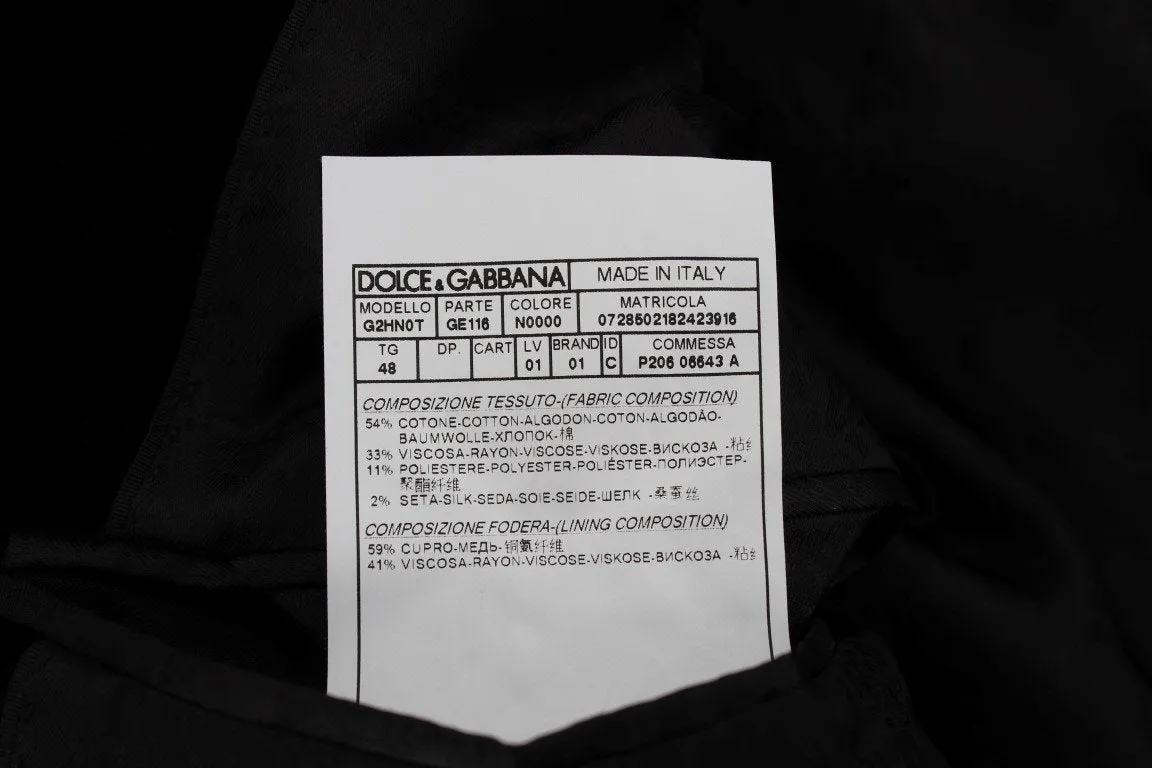 DOLCE & GABBANA MADE IN ITALY
MODELLO PARTE COLORE MATRICOLA
G2HN0T GE116 N0000 0728502182423916
TG DP. CART LV BRAND ID COMMESSA
48 01 01 C P206 06643 A
COMPOSIZIONE TESSUTO-(FABRIC COMPOSITION)
54% COTONE-COTTON-ALGODON-COTON-ALGODÃO-
BAUMWOLLE-ХЛОПОК-棉
33% VISCOSA-RAYON-VISCOSE-VISKOSE-ВИСКОЗА -粘
11% POLIESTERE-POLYESTER-POLIÉSTER-ПОЛИЭСТЕР-
聚酯纤维
2% SETA-SILK-SEDA-SOIE-SEIDE-ШЕЛК -桑蚕丝
COMPOSIZIONE FODERA-(LINING COMPOSITION)
59% CUPRO-МЕДЬ-铜氨纤维
41% VISCOSA-RAYON-VISCOSE-VISKOSE-ВИСКОЗА -粘